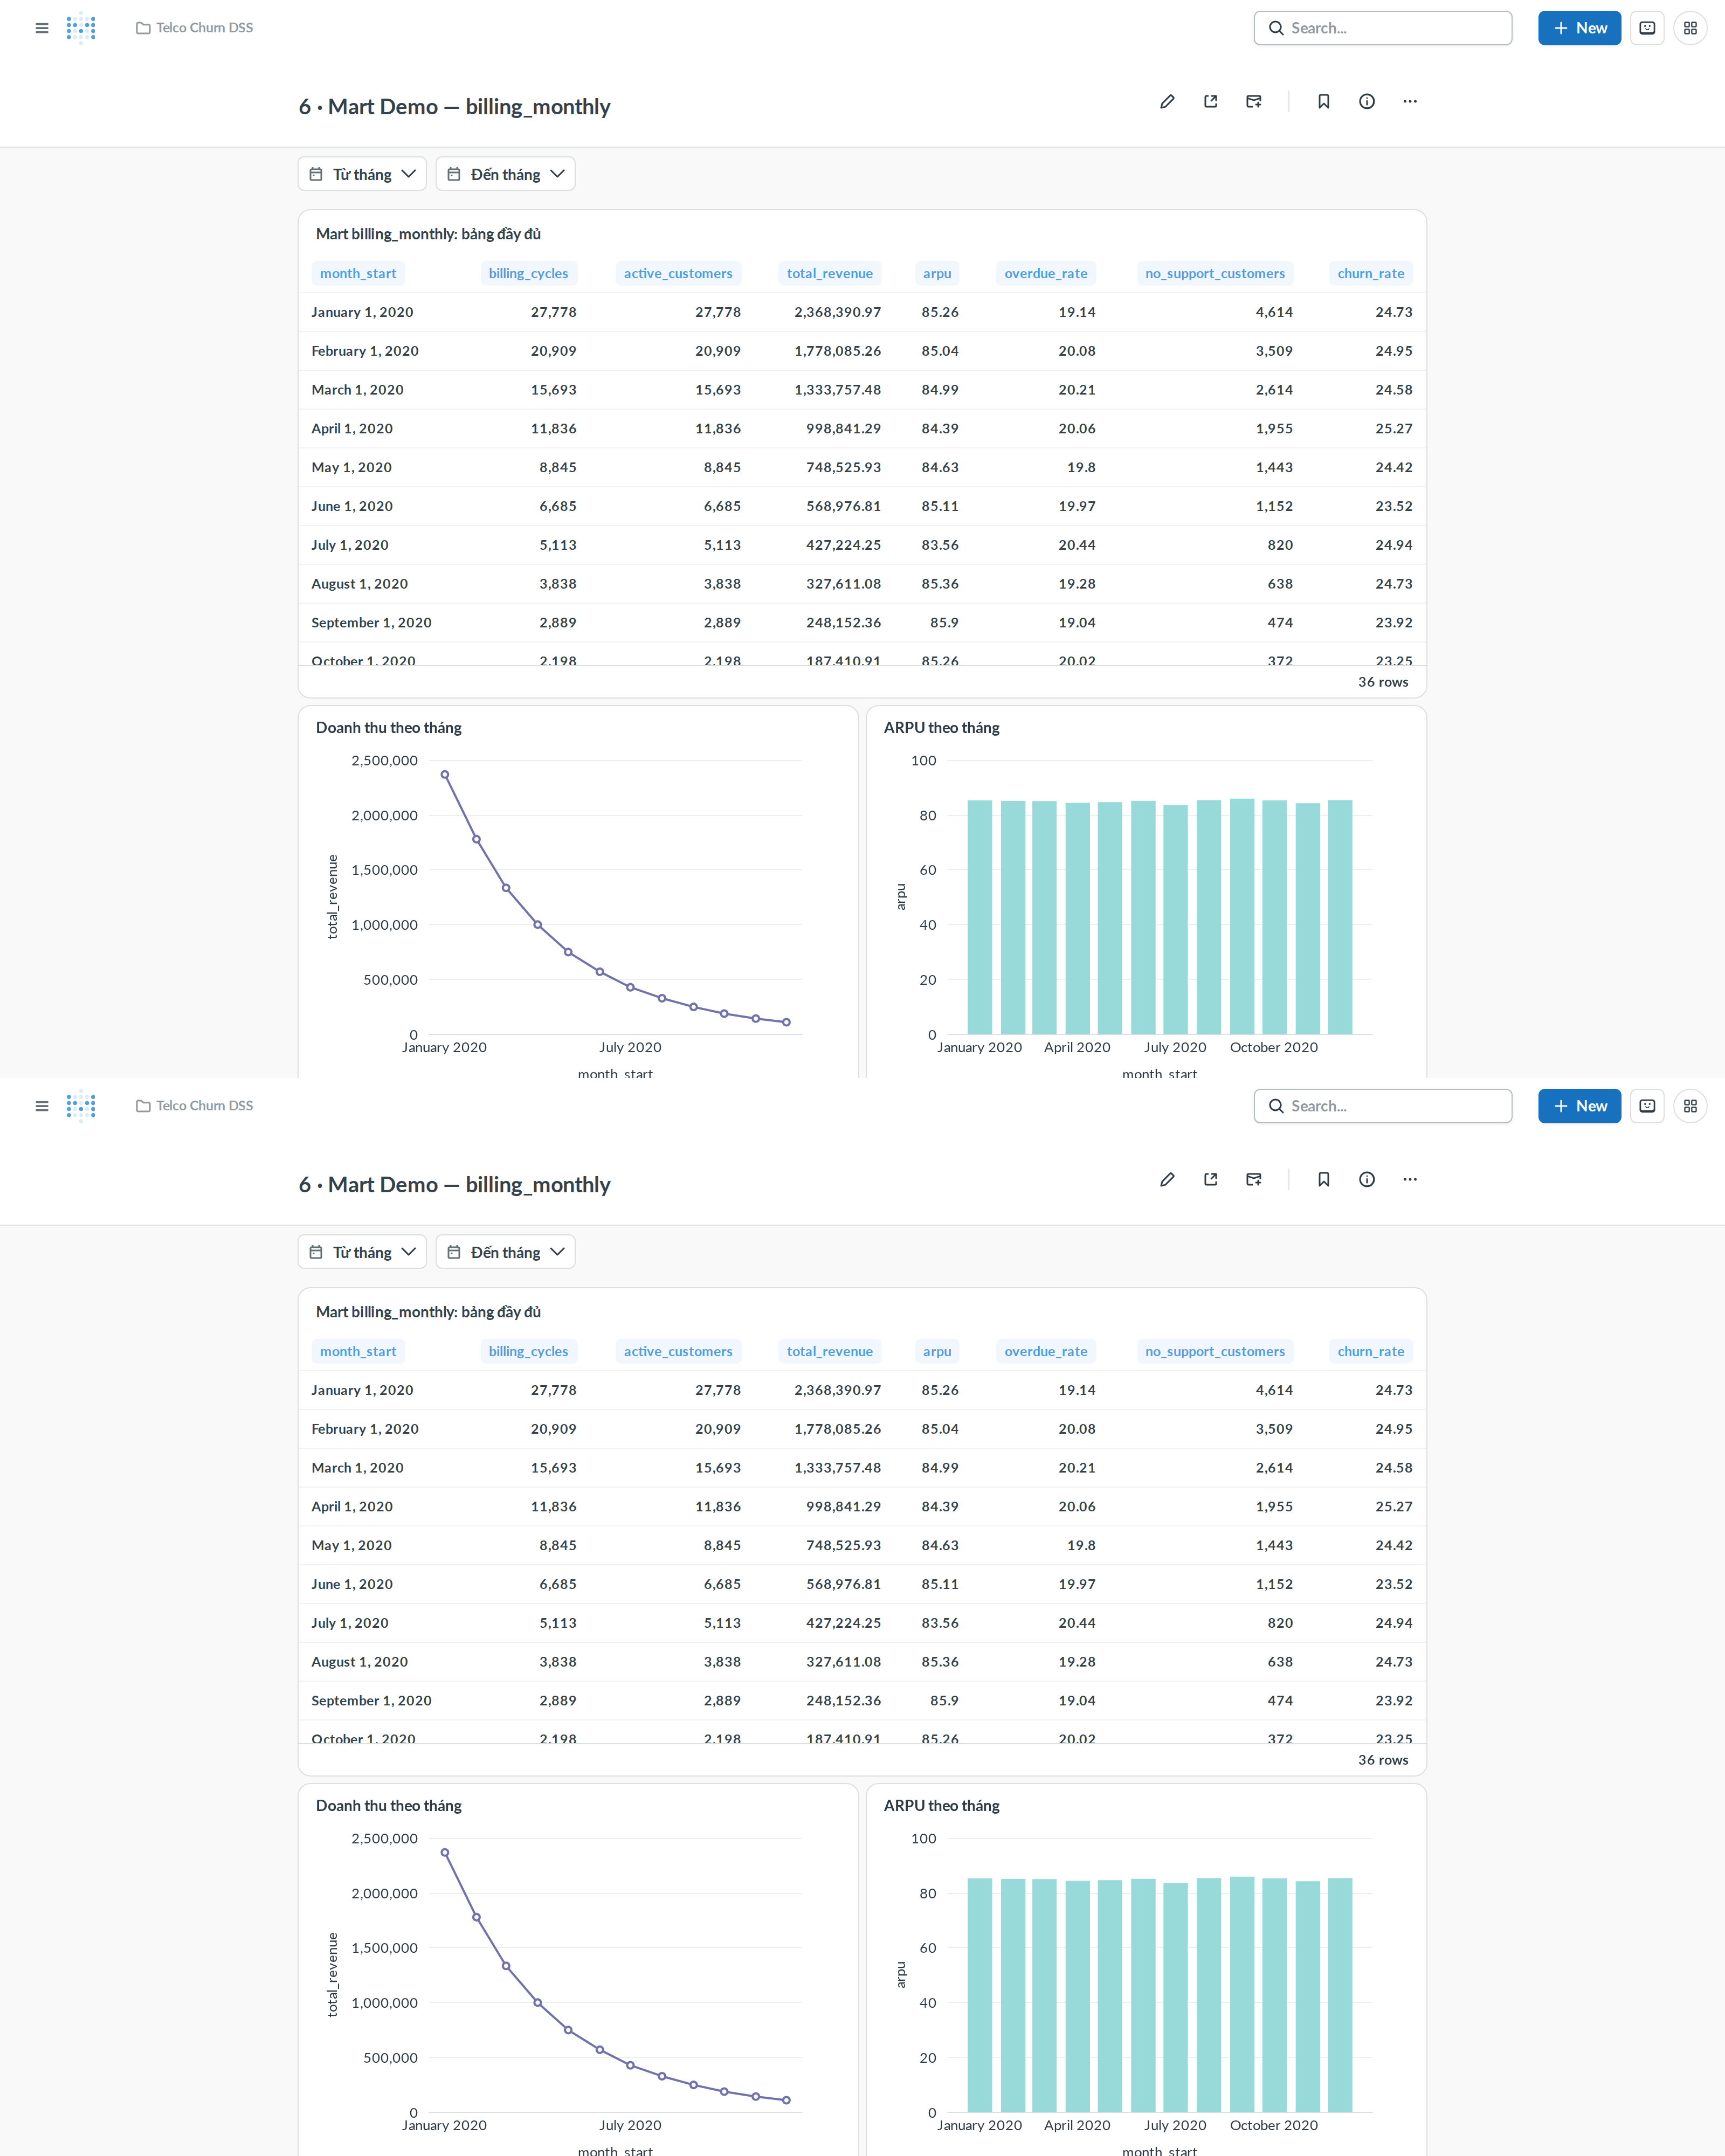 Telco Churn DSS
Search...
New
6 · Mart Demo — billing_monthly
Từ tháng
Đến tháng
Mart billing_monthly: bảng đầy đủ
month_start billing_cycles active_customers total_revenue arpu overdue_rate no_support_customers churn_rate
January 1, 2020 27,778 27,778 2,368,390.97 85.26 19.14 4,614 24.73
February 1, 2020 20,909 20,909 1,778,085.26 85.04 20.08 3,509 24.95
March 1, 2020 15,693 15,693 1,333,757.48 84.99 20.21 2,614 24.58
April 1, 2020 11,836 11,836 998,841.29 84.39 20.06 1,955 25.27
May 1, 2020 8,845 8,845 748,525.93 84.63 19.8 1,443 24.42
June 1, 2020 6,685 6,685 568,976.81 85.11 19.97 1,152 23.52
July 1, 2020 5,113 5,113 427,224.25 83.56 20.44 820 24.94
August 1, 2020 3,838 3,838 327,611.08 85.36 19.28 638 24.73
September 1, 2020 2,889 2,889 248,152.36 85.9 19.04 474 23.92
October 1, 2020 2,198 2,198 187,410.91 85.26 20.02 372 23.25
36 rows
Doanh thu theo tháng
2,500,000
2,000,000
1,500,000
1,000,000
500,000
0
total_revenue
January 2020 July 2020
month_start
ARPU theo tháng
100
80
60
40
20
0
arpu
January 2020 April 2020 July 2020 October 2020
month_start
Telco Churn DSS
Search...
New
6 · Mart Demo — billing_monthly
Từ tháng
Đến tháng
Mart billing_monthly: bảng đầy đủ
month_start billing_cycles active_customers total_revenue arpu overdue_rate no_support_customers churn_rate
January 1, 2020 27,778 27,778 2,368,390.97 85.26 19.14 4,614 24.73
February 1, 2020 20,909 20,909 1,778,085.26 85.04 20.08 3,509 24.95
March 1, 2020 15,693 15,693 1,333,757.48 84.99 20.21 2,614 24.58
April 1, 2020 11,836 11,836 998,841.29 84.39 20.06 1,955 25.27
May 1, 2020 8,845 8,845 748,525.93 84.63 19.8 1,443 24.42
June 1, 2020 6,685 6,685 568,976.81 85.11 19.97 1,152 23.52
July 1, 2020 5,113 5,113 427,224.25 83.56 20.44 820 24.94
August 1, 2020 3,838 3,838 327,611.08 85.36 19.28 638 24.73
September 1, 2020 2,889 2,889 248,152.36 85.9 19.04 474 23.92
October 1, 2020 2,198 2,198 187,410.91 85.26 20.02 372 23.25
36 rows
Doanh thu theo tháng
2,500,000
2,000,000
1,500,000
1,000,000
500,000
0
total_revenue
January 2020 July 2020
month_start
ARPU theo tháng
100
80
60
40
20
0
arpu
January 2020 April 2020 July 2020 October 2020
month_start